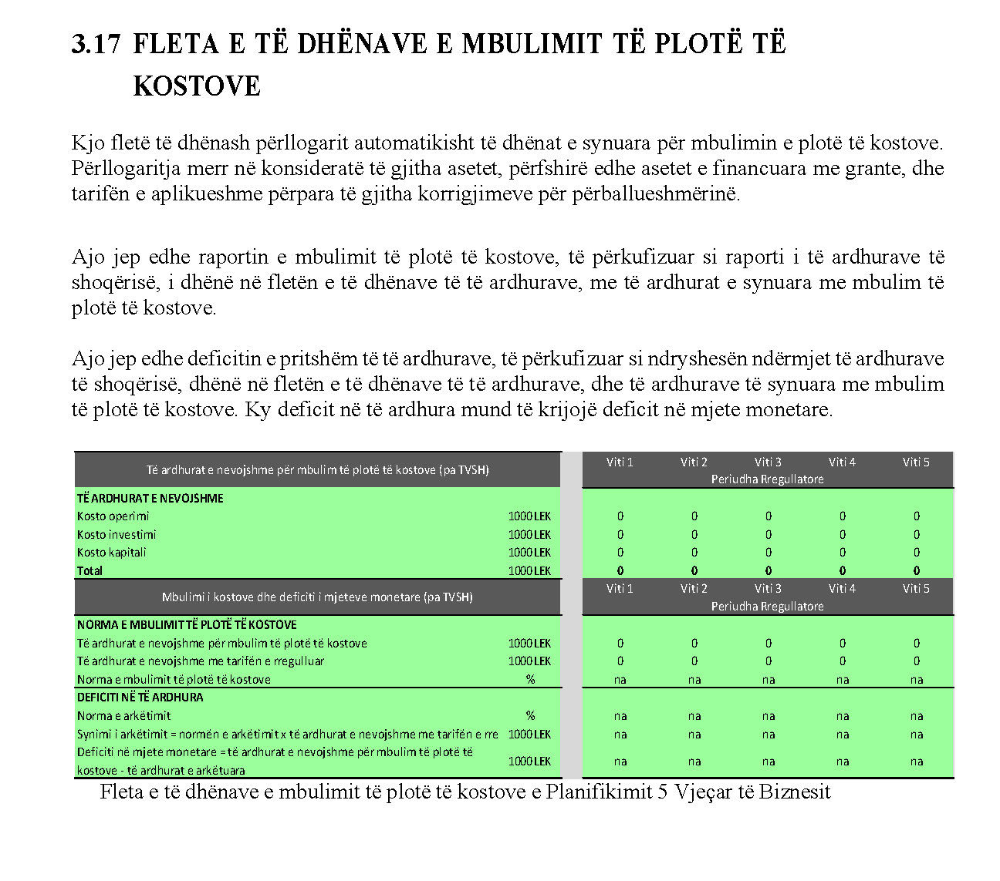 3.17 FLETA E TË DHËNAVE E MBULIMIT TË PLOTË TË
KOSTOVE
Kjo fletë të dhënash përllogarit automatikisht të dhënat e synuara për mbulimin e plotë të kostove.
Përllogaritja merr në konsideratë të gjitha asetet, përfshirë edhe asetet e financuara me grante, dhe
tarifën e aplikueshme përpara të gjitha korrigjimeve për përballueshmërinë.
Ajo jep edhe raportin e mbulimit të plotë të kostove, të përkufizuar si raporti i të ardhurave të
shoqërisë, i dhënë në fletën e të dhënave të të ardhurave, me të ardhurat e synuara me mbulim të
plotë të kostove.
Ajo jep edhe deficitin e pritshëm të të ardhurave, të përkufizuar si ndryshesën ndërmjet të ardhurave
të shoqërisë, dhënë në fletën e të dhënave të të ardhurave, dhe të ardhurave të synuara me mbulim
të plotë të kostove. Ky deficit në të ardhura mund të krijojë deficit në mjete monetare.
Të ardhurat e nevojshme për mbulim të plotë të kostove (pa TVSH) Viti 1 Viti 2 Viti 3 Viti 4 Viti 5
Periudha Rregullatore
TË ARDHURAT E NEVOJSHME
Kosto operimi 1000 LEK 0 0 0 0 0
Kosto investimi 1000 LEK 0 0 0 0 0
Kosto kapitali 1000 LEK 0 0 0 0 0
Total 1000 LEK 0 0 0 0 0
Mbulimi i kostove dhe deficiti i mjeteve monetare (pa TVSH) Viti 1 Viti 2 Viti 3 Viti 4 Viti 5
Periudha Rregullatore
NORMA E MBULIMIT TË PLOTË TË KOSTOVE
Të ardhurat e nevojshme për mbulim të plotë të kostove 1000 LEK 0 0 0 0 0
Të ardhurat e nevojshme me tarifën e rregulluar 1000 LEK 0 0 0 0 0
Norma e mbulimit të plotë të kostove % na na na na na
DEFICITI NË TË ARDHURA
Norma e arkëtimit % na na na na na
Synimi i arkëtimit = normën e arkëtimit x të ardhurat e nevojshme me tarifën e rre 1000 LEK na na na na na
Deficiti në mjete monetare = të ardhurat e nevojshme për mbulim të plotë të
kostove - të ardhurat e arkëtuara 1000 LEK na na na na na
Fleta e të dhënave e mbulimit të plotë të kostove e Planifikimit 5 Vjeçar të Biznesit